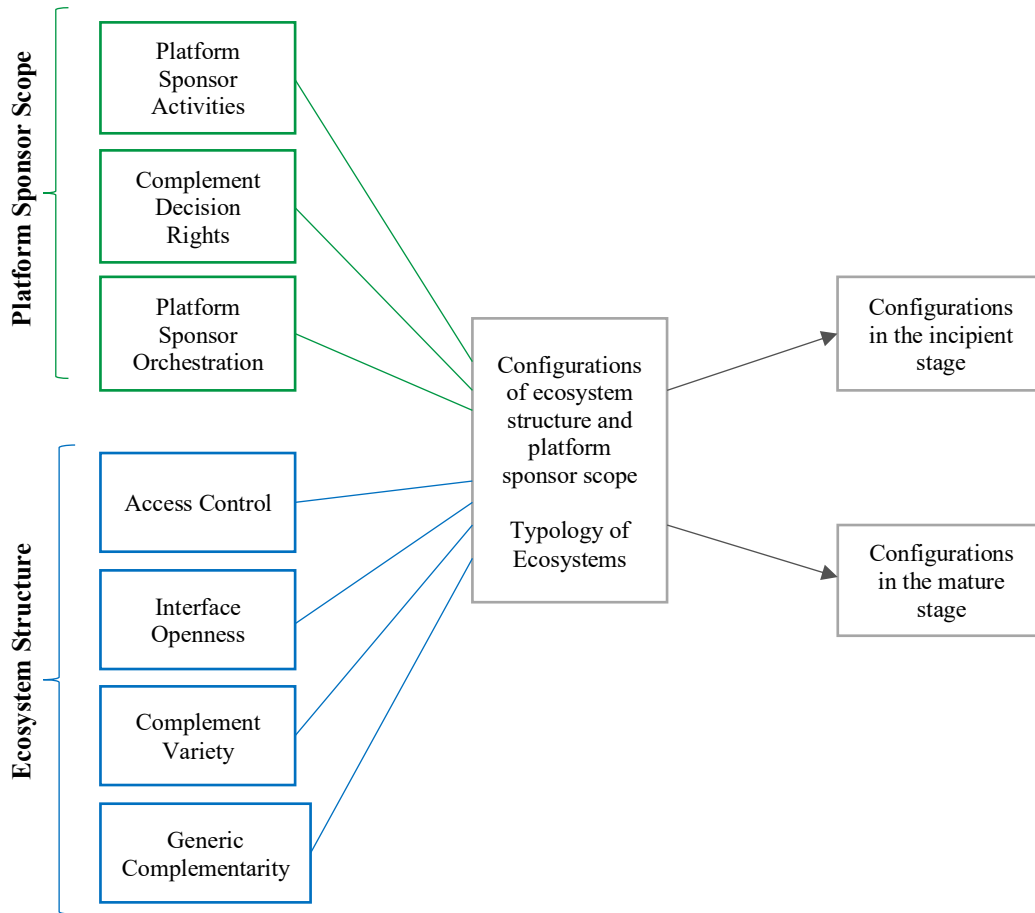 Platform Sponsor Scope
Platform
Sponsor
Activities
Complement
Decision
Rights
Platform
Sponsor
Orchestration
Ecosystem Structure
Access Control
Interface
Openness
Complement
Variety
Generic
Complementarity
Configurations
of ecosystem
structure and
platform
sponsor scope
Typology of
Ecosystems
Configurations
in the incipient
stage
Configurations
in the mature
stage